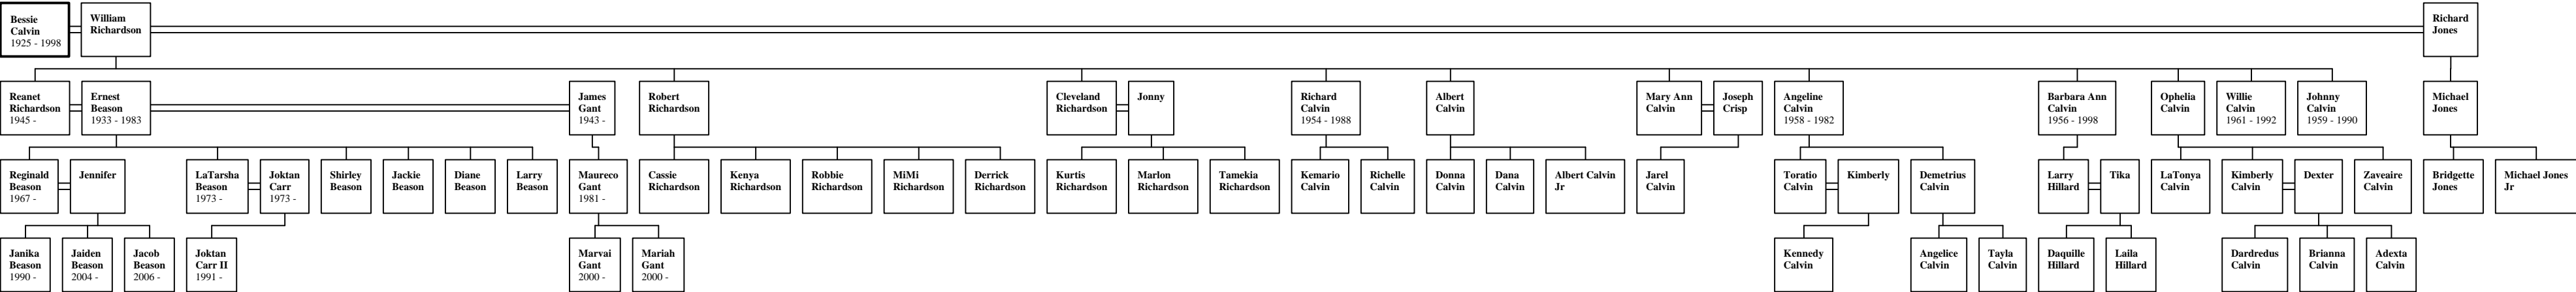 Bessie
Calvin
1925 - 1998
William
Richardson
Richard
Jones
Reanet
Richardson
1945 -
Ernest
Beason
1933 - 1983
James
Gant
1943 -
Robert
Richardson
Cleveland
Richardson
Jonny
Richard
Calvin
1954 - 1988
Albert
Calvin
Mary Ann
Calvin
Joseph
Crisp
Angeline
Calvin
1958 - 1982
Barbara Ann
Calvin
1956 - 1998
Ophelia
Calvin
Willie
Calvin
1961 - 1992
Johnny
Calvin
1959 - 1990
Michael
Jones
Reginald
Beason
1967 -
Jennifer
LaTarsha
Beason
1973 -
Joktan
Carr
1973 -
Shirley
Beason
Jackie
Beason
Diane
Beason
Larry
Beason
Maureco
Gant
1981 -
Cassie
Richardson
Kenya
Richardson
Robbie
Richardson
MiMi
Richardson
Derrick
Richardson
Kurtis
Richardson
Marlon
Richardson
Tamekia
Richardson
Kemario
Calvin
Richelle
Calvin
Donna
Calvin
Dana
Calvin
Albert Calvin
Jr
Jarel
Calvin
Toratio
Calvin
Kimberly
Demetrius
Calvin
Larry
Hillard
Tika
LaTonya
Calvin
Kimberly
Calvin
Dexter
Zaveaire
Calvin
Bridgette
Jones
Michael Jones
Jr
Janika
Beason
1990 -
Jaiden
Beason
2004 -
Jacob
Beason
2006 -
Joktan
Carr II
1991 -
Marvai
Gant
2000 -
Mariah
Gant
2000 -
Kennedy
Calvin
Angelice
Calvin
Tayla
Calvin
Daquille
Hillard
Laila
Hillard
Dardredus
Calvin
Brianna
Calvin
Adexta
Calvin